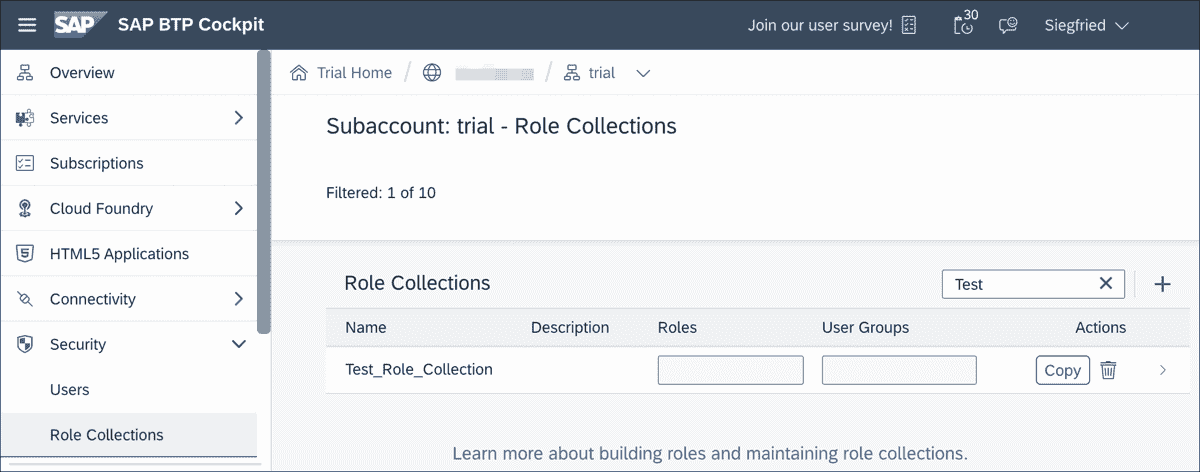 SAP SAP BTP Cockpit
Join our user survey!
30
Siegfried
Overview
Services
Subscriptions
Cloud Foundry
HTML5 Applications
Connectivity
Security
Users
Role Collections
Trial Home / / trial
Subaccount: trial - Role Collections
Filtered: 1 of 10
Role Collections
Test
Name Description Roles User Groups Actions
Test_Role_Collection Copy
Learn more about building roles and maintaining role collections.